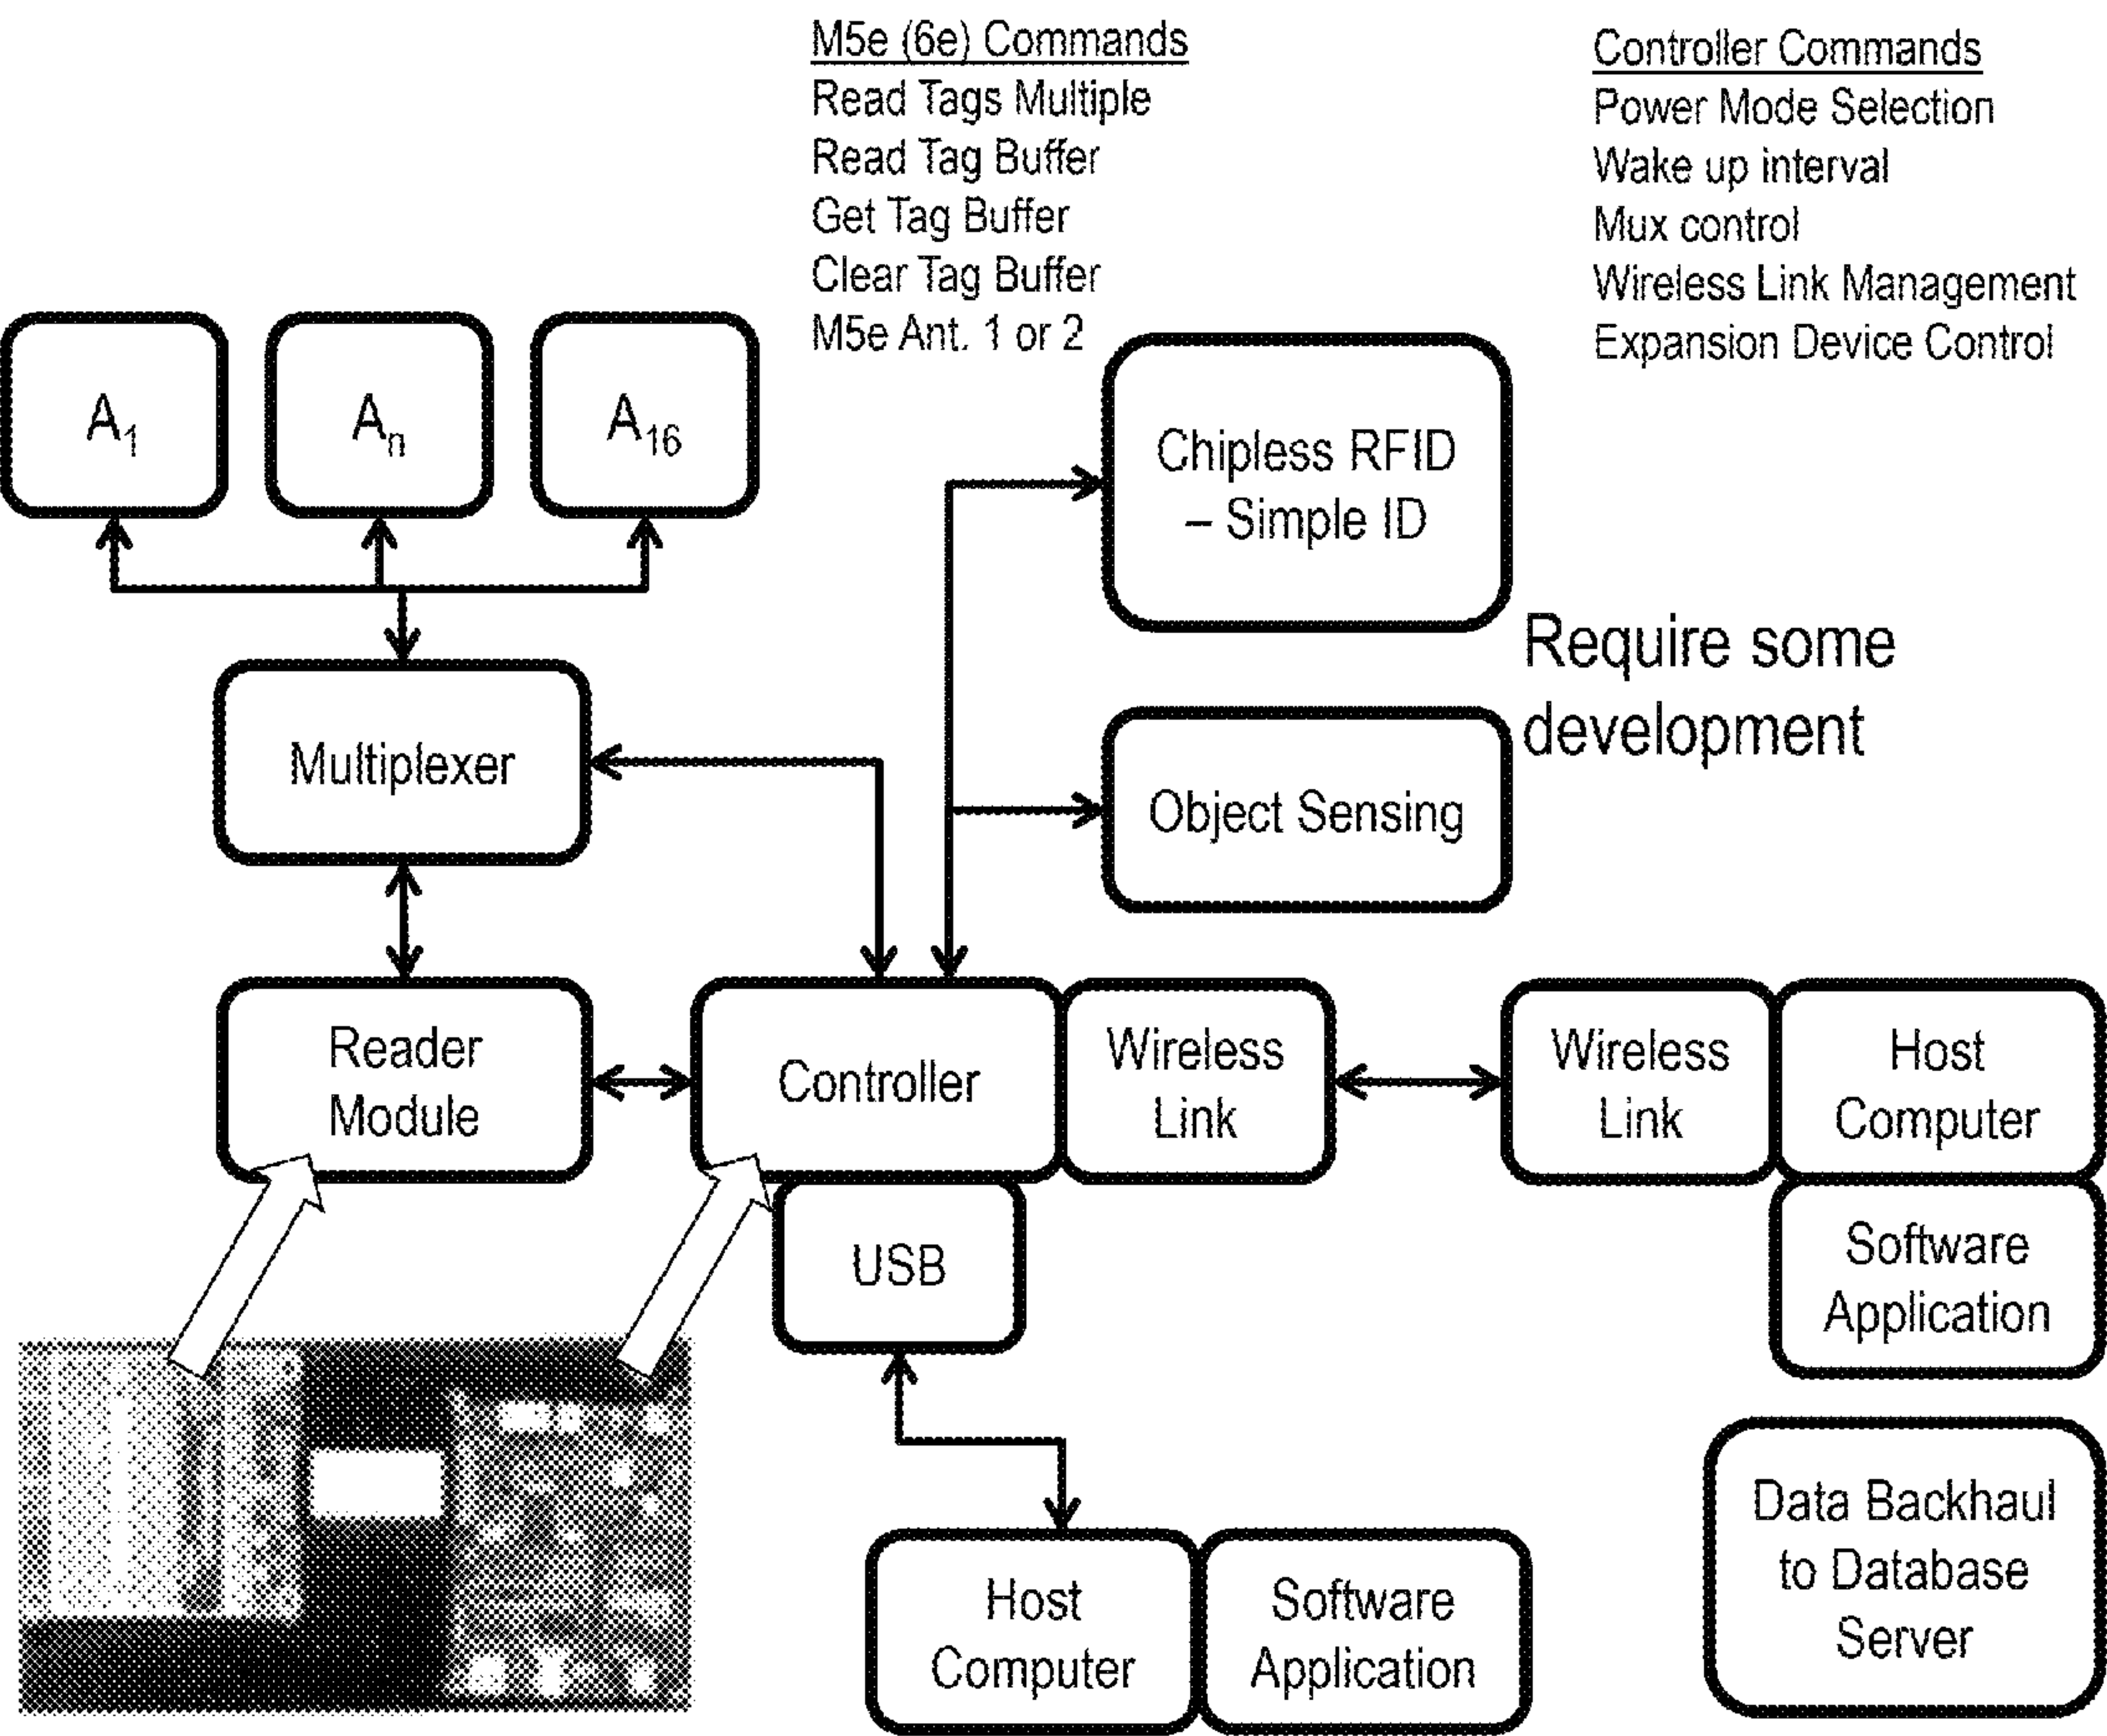 M5e (6e) Commands
Read Tags Multiple
Read Tag Buffer
Get Tag Buffer
Clear Tag Buffer
M5e Ant. 1 or 2
Controller Commands
Power Mode Selection
Wake up interval
Mux control
Wireless Link Management
Expansion Device Control
A1
An
A16
Chipless RFID
– Simple ID
Require some
development
Multiplexer
Object Sensing
Reader
Module
Controller
Wireless
Link
Wireless
Link
Host
Computer
USB
Software
Application
Host
Computer
Software
Application
Data Backhaul
to Database
Server